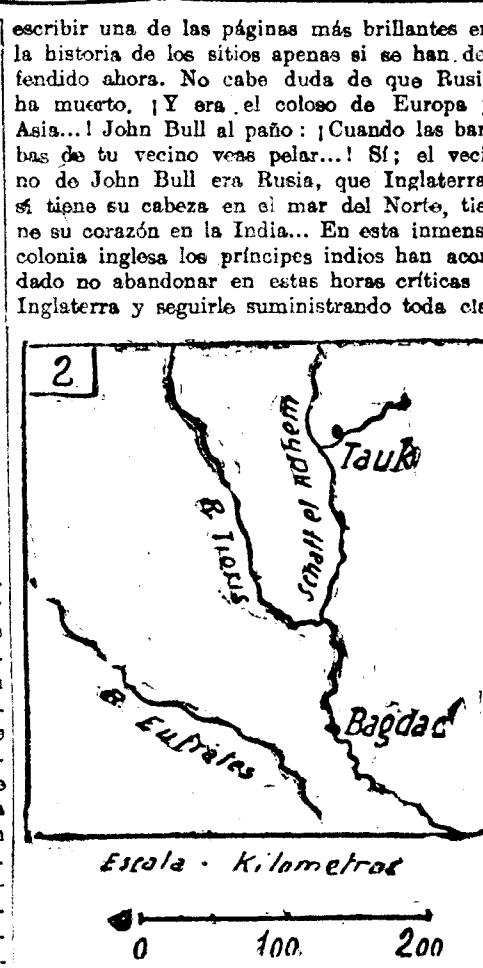 escribir una de las páginas más brillantes en
la historia de los sitios apenas si se han de
fendido ahora. No cabe duda de que Rusi
ha muerto. ¡Y era el coloso de Europa
Asia...! John Bull al paño: ¡Cuando las bar
bas de tu vecino veas pelar...! Sí; el veci
no de John Bull era Rusia, que Inglaterra
si tiene su cabeza en el mar del Norte, tie
ne su corazón en la India... En esta inmens
colonia inglesa los príncipes indios han acor
dado no abandonar en estas horas críticas
Inglaterra y seguirle suministrando toda cla
2
Tauk
Schatt el Adhem
R. Tigris
Bagdad
R. Eufrates
Escala - Kilometros
0 100 200